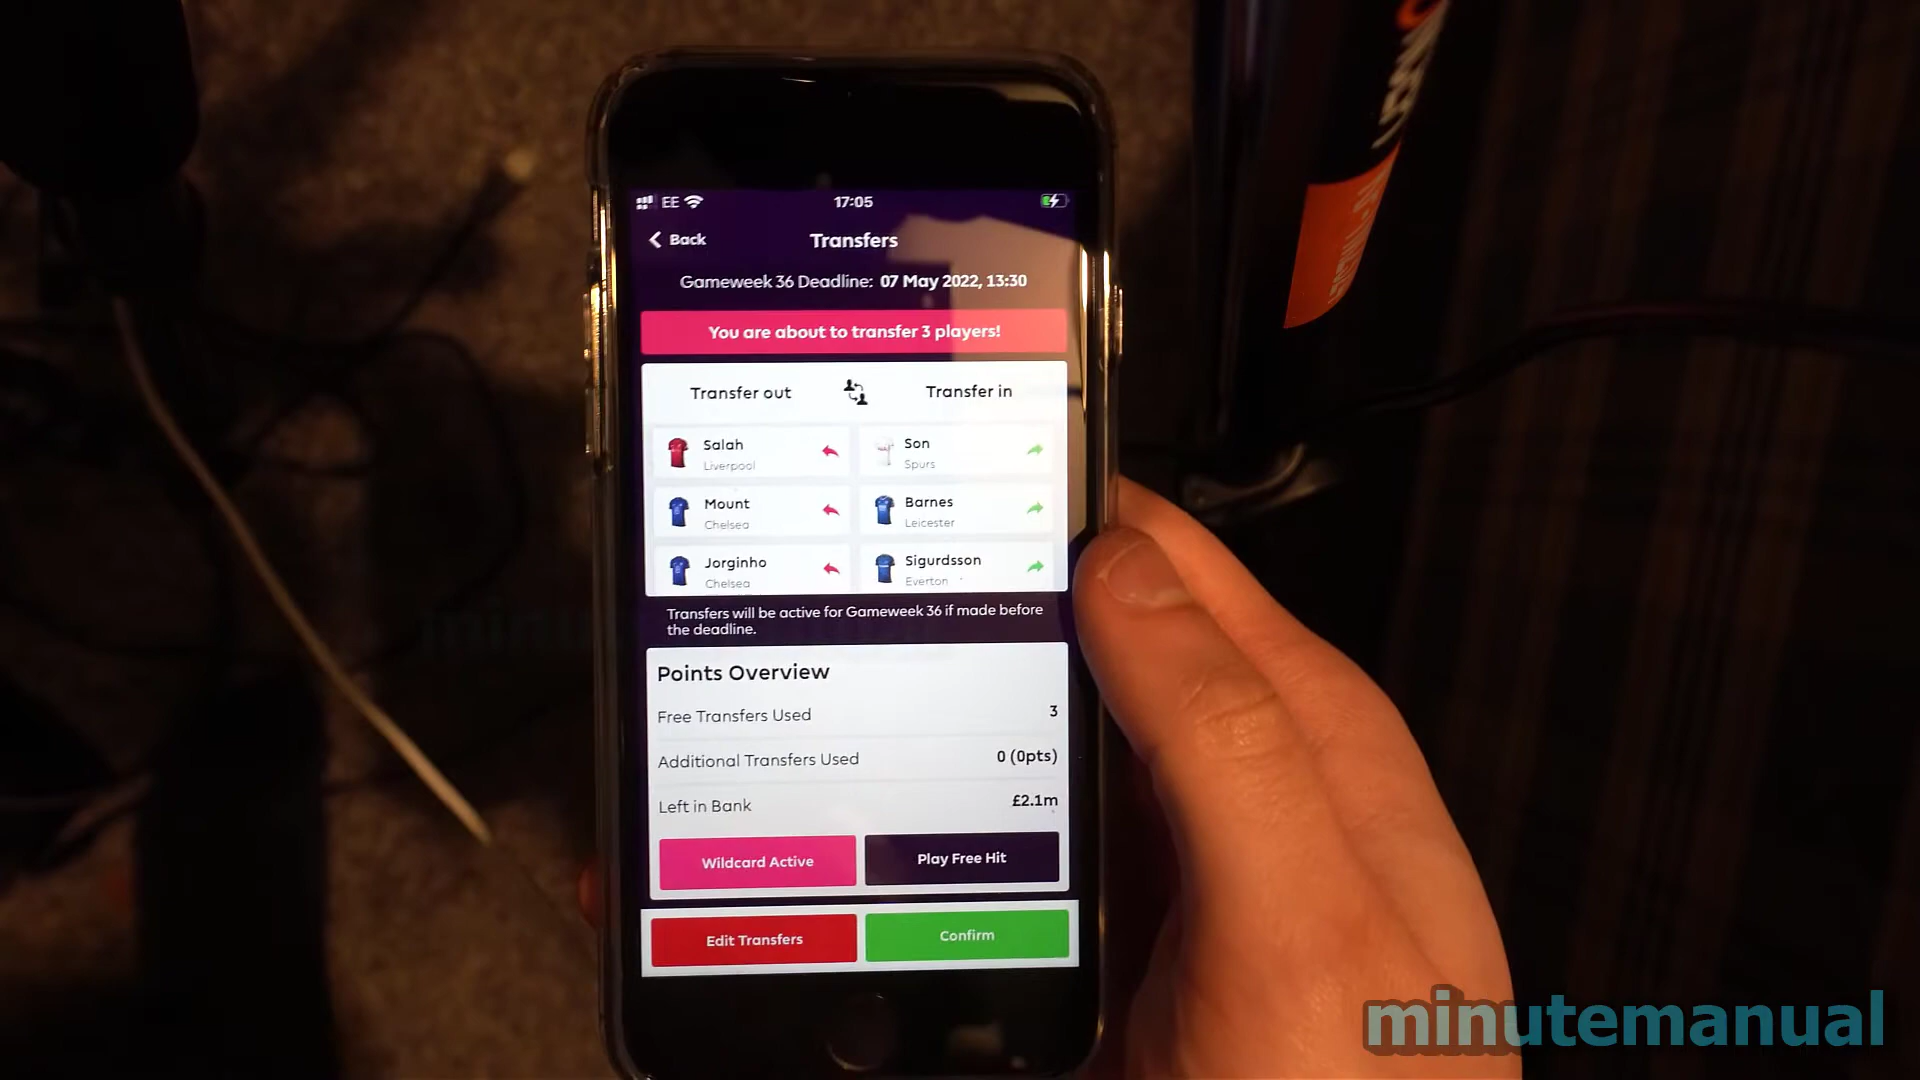 EE 17:05
Back Transfers
Gameweek 36 Deadline: 07 May 2022, 13:30
You are about to transfer 3 players!
Transfer out Transfer in
Salah Son
Liverpool Spurs
Mount Barnes
Chelsea Leicester
Jorginho Sigurdsson
Chelsea Everton
Transfers will be active for Gameweek 36 if made before
the deadline.
Points Overview
Free Transfers Used 3
Additional Transfers Used 0 (0pts)
Left in Bank £2.1m
Wildcard Active Play Free Hit
Edit Transfers Confirm
minutemanual